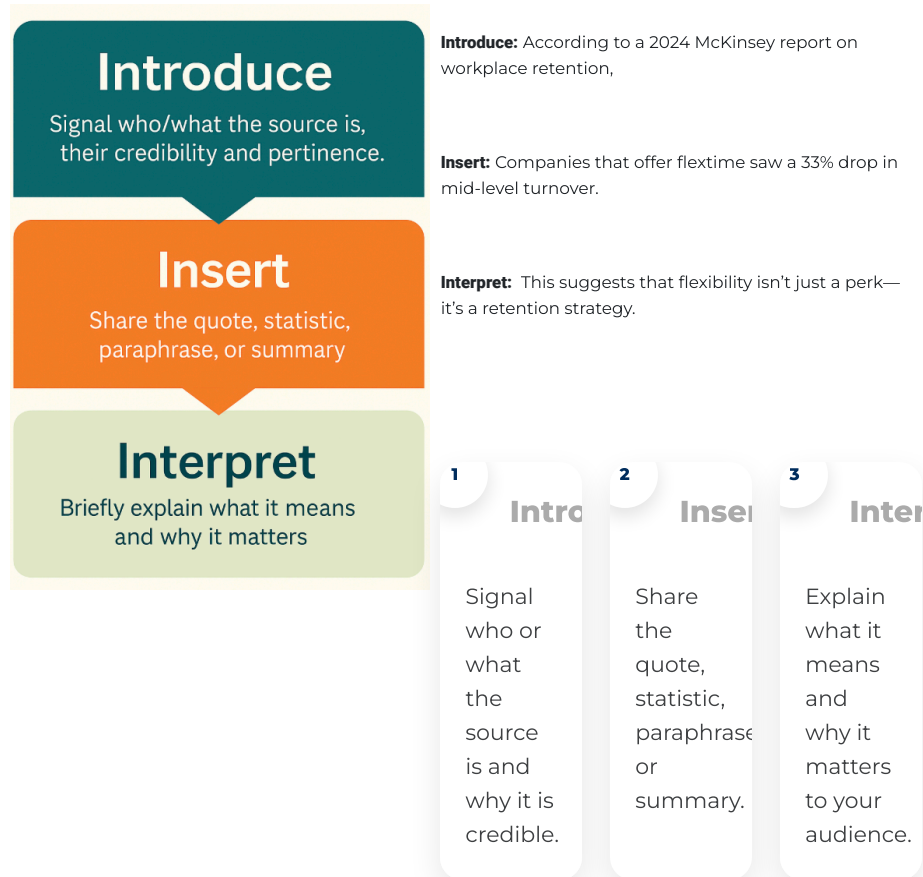 Introduce
Signal who/what the source is,
their credibility and pertinence.
Insert
Share the quote, statistic,
paraphrase, or summary
Interpret
Briefly explain what it means
and why it matters
Introduce: According to a 2024 McKinsey report on
workplace retention,
Insert: Companies that offer flextime saw a 33% drop in
mid-level turnover.
Interpret: This suggests that flexibility isn’t just a perk—
it’s a retention strategy.
1
Intro
Signal
who or
what
the
source
is and
why it is
credible.
2
Inser
Share
the
quote,
statistic,
paraphrase
or
summary.
3
Inter
Explain
what it
means
and
why it
matters
to your
audience.